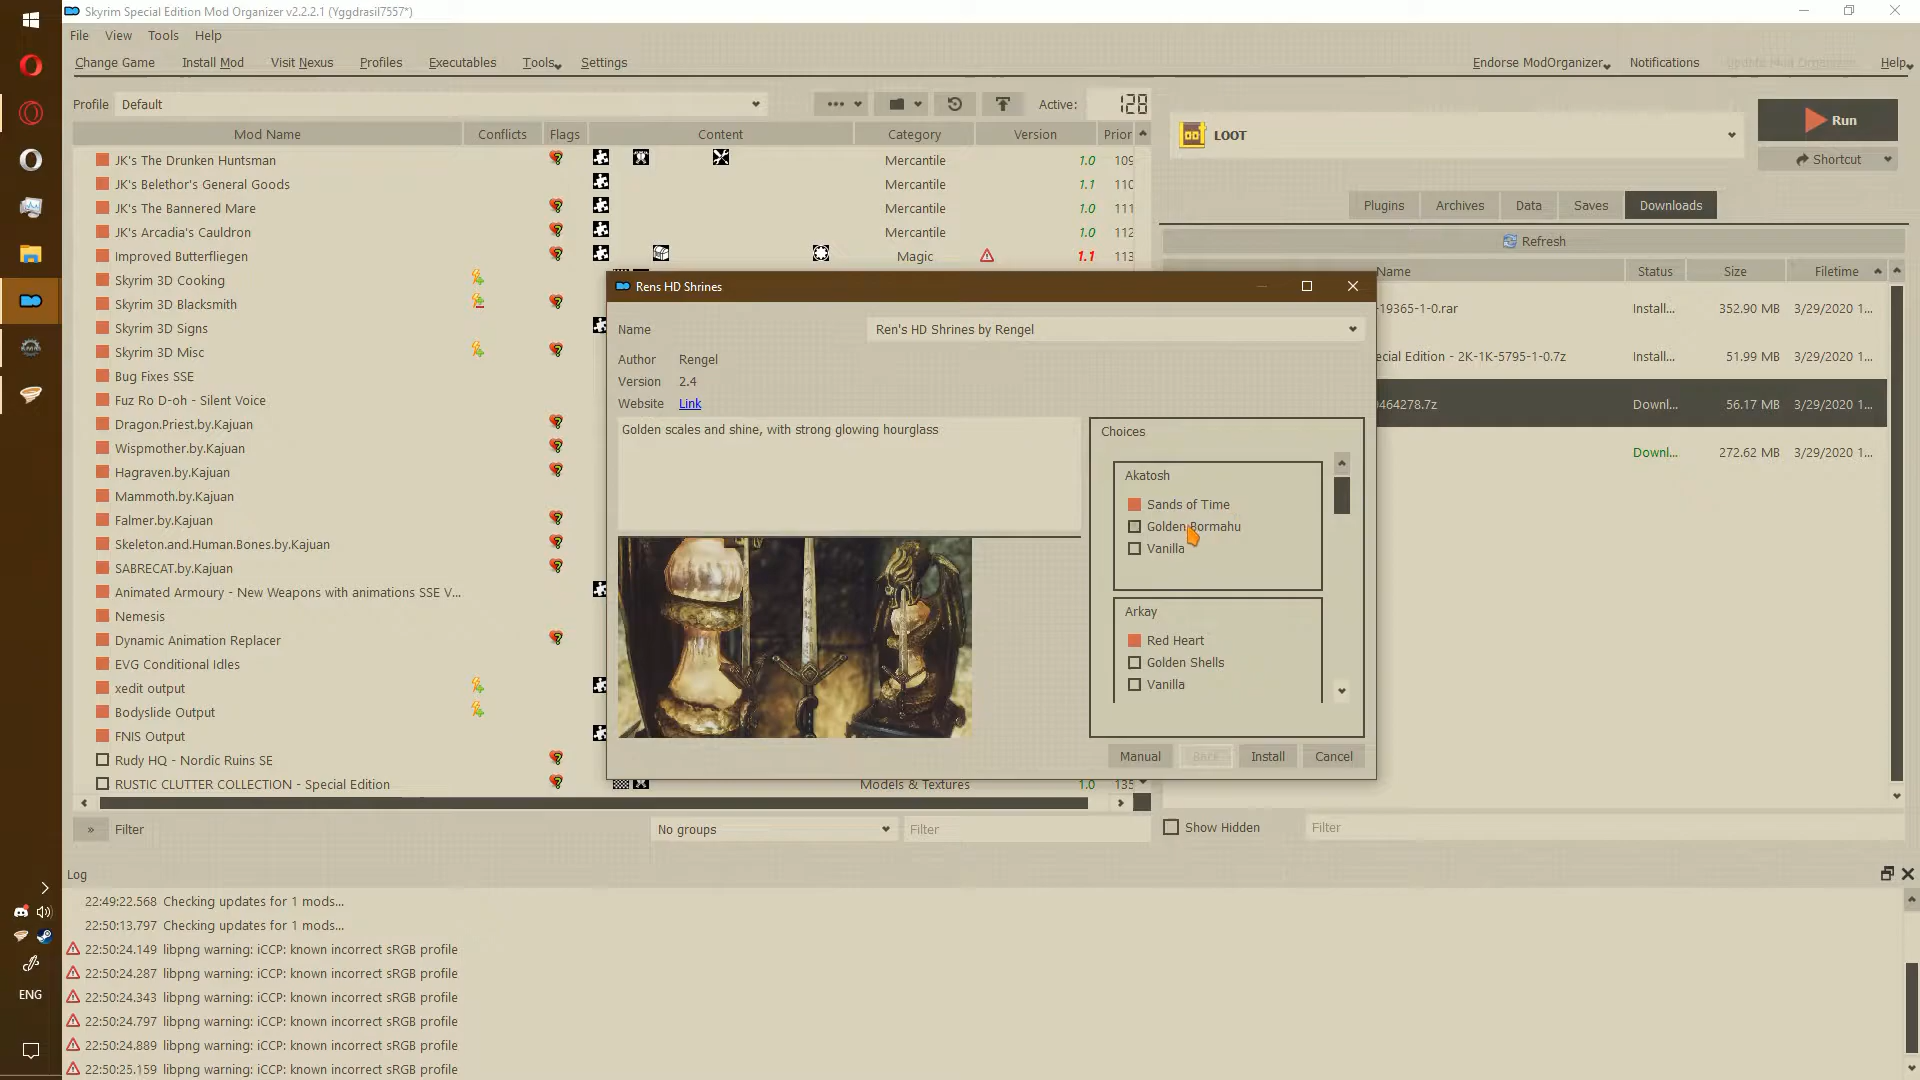 Skyrim Special Edition Mod Organizer v2.2.2.1 (Yggdrasil7557*)
File View Tools Help
Change Game Install Mod Visit Nexus Profiles Executables Tools Settings Endorse ModOrganizer Notifications Update Mod Organizer Help
Profile Default Active: 128
Mod Name Conflicts Flags Content Category Version Prior
JK's The Drunken Huntsman Mercantile 1.0 109
JK's Belethor's General Goods Mercantile 1.1 110
JK's The Bannered Mare Mercantile 1.0 111
JK's Arcadia's Cauldron Mercantile 1.0 112
Improved Butterfliegen Magic 1.1 113
Skyrim 3D Cooking
Skyrim 3D Blacksmith
Skyrim 3D Signs
Skyrim 3D Misc
Bug Fixes SSE
Fuz Ro D-oh - Silent Voice
Dragon.Priest.by.Kajuan
Wispmother.by.Kajuan
Hagraven.by.Kajuan
Mammoth.by.Kajuan
Falmer.by.Kajuan
Skeleton.and.Human.Bones.by.Kajuan
SABRECAT.by.Kajuan
Animated Armoury - New Weapons with animations SSE V...
Nemesis
Dynamic Animation Replacer
EVG Conditional Idles
xedit output
Bodyslide Output
FNIS Output
Rudy HQ - Nordic Ruins SE
RUSTIC CLUTTER COLLECTION - Special Edition Models & Textures 1.0 135
» Filter No groups Filter
LOOT
Run
Shortcut
Plugins Archives Data Saves Downloads
Refresh
Name Status Size Filetime
-19365-1-0.rar Install... 352.90 MB 3/29/2020 1...
ecial Edition - 2K-1K-5795-1-0.7z Install... 51.99 MB 3/29/2020 1...
464278.7z Downl... 56.17 MB 3/29/2020 1...
Downl... 272.62 MB 3/29/2020 1...
Show Hidden Filter
Rens HD Shrines
Name Ren's HD Shrines by Rengel
Author Rengel
Version 2.4
Website Link
Golden scales and shine, with strong glowing hourglass
Choices
Akatosh
Sands of Time
Golden Bormahu
Vanilla
Arkay
Red Heart
Golden Shells
Vanilla
Manual Back Install Cancel
Log
22:49:22.568 Checking updates for 1 mods...
22:50:13.797 Checking updates for 1 mods...
22:50:24.149 libpng warning: iCCP: known incorrect sRGB profile
22:50:24.287 libpng warning: iCCP: known incorrect sRGB profile
22:50:24.343 libpng warning: iCCP: known incorrect sRGB profile
22:50:24.797 libpng warning: iCCP: known incorrect sRGB profile
22:50:24.889 libpng warning: iCCP: known incorrect sRGB profile
22:50:25.159 libpng warning: iCCP: known incorrect sRGB profile
ENG